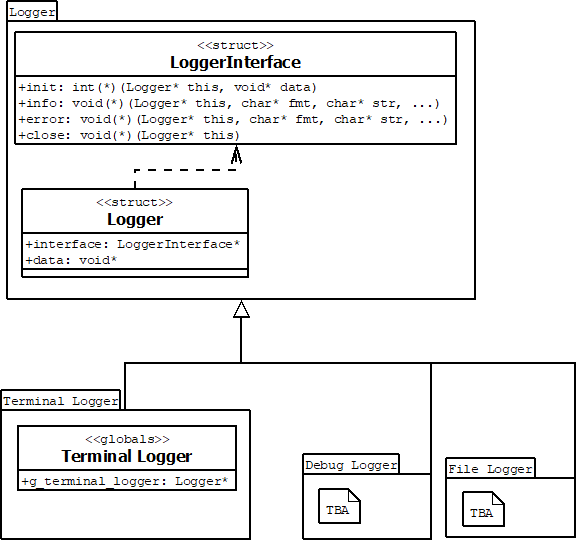 Logger
<<struct>>
LoggerInterface
+init: int(*)(Logger* this, void* data)
+info: void(*)(Logger* this, char* fmt, char* str, ...)
+error: void(*)(Logger* this, char* fmt, char* str, ...)
+close: void(*)(Logger* this)
<<struct>>
Logger
+interface: LoggerInterface*
+data: void*
Terminal Logger
<<globals>>
Terminal Logger
+g_terminal_logger: Logger*
Debug Logger
TBA
File Logger
TBA